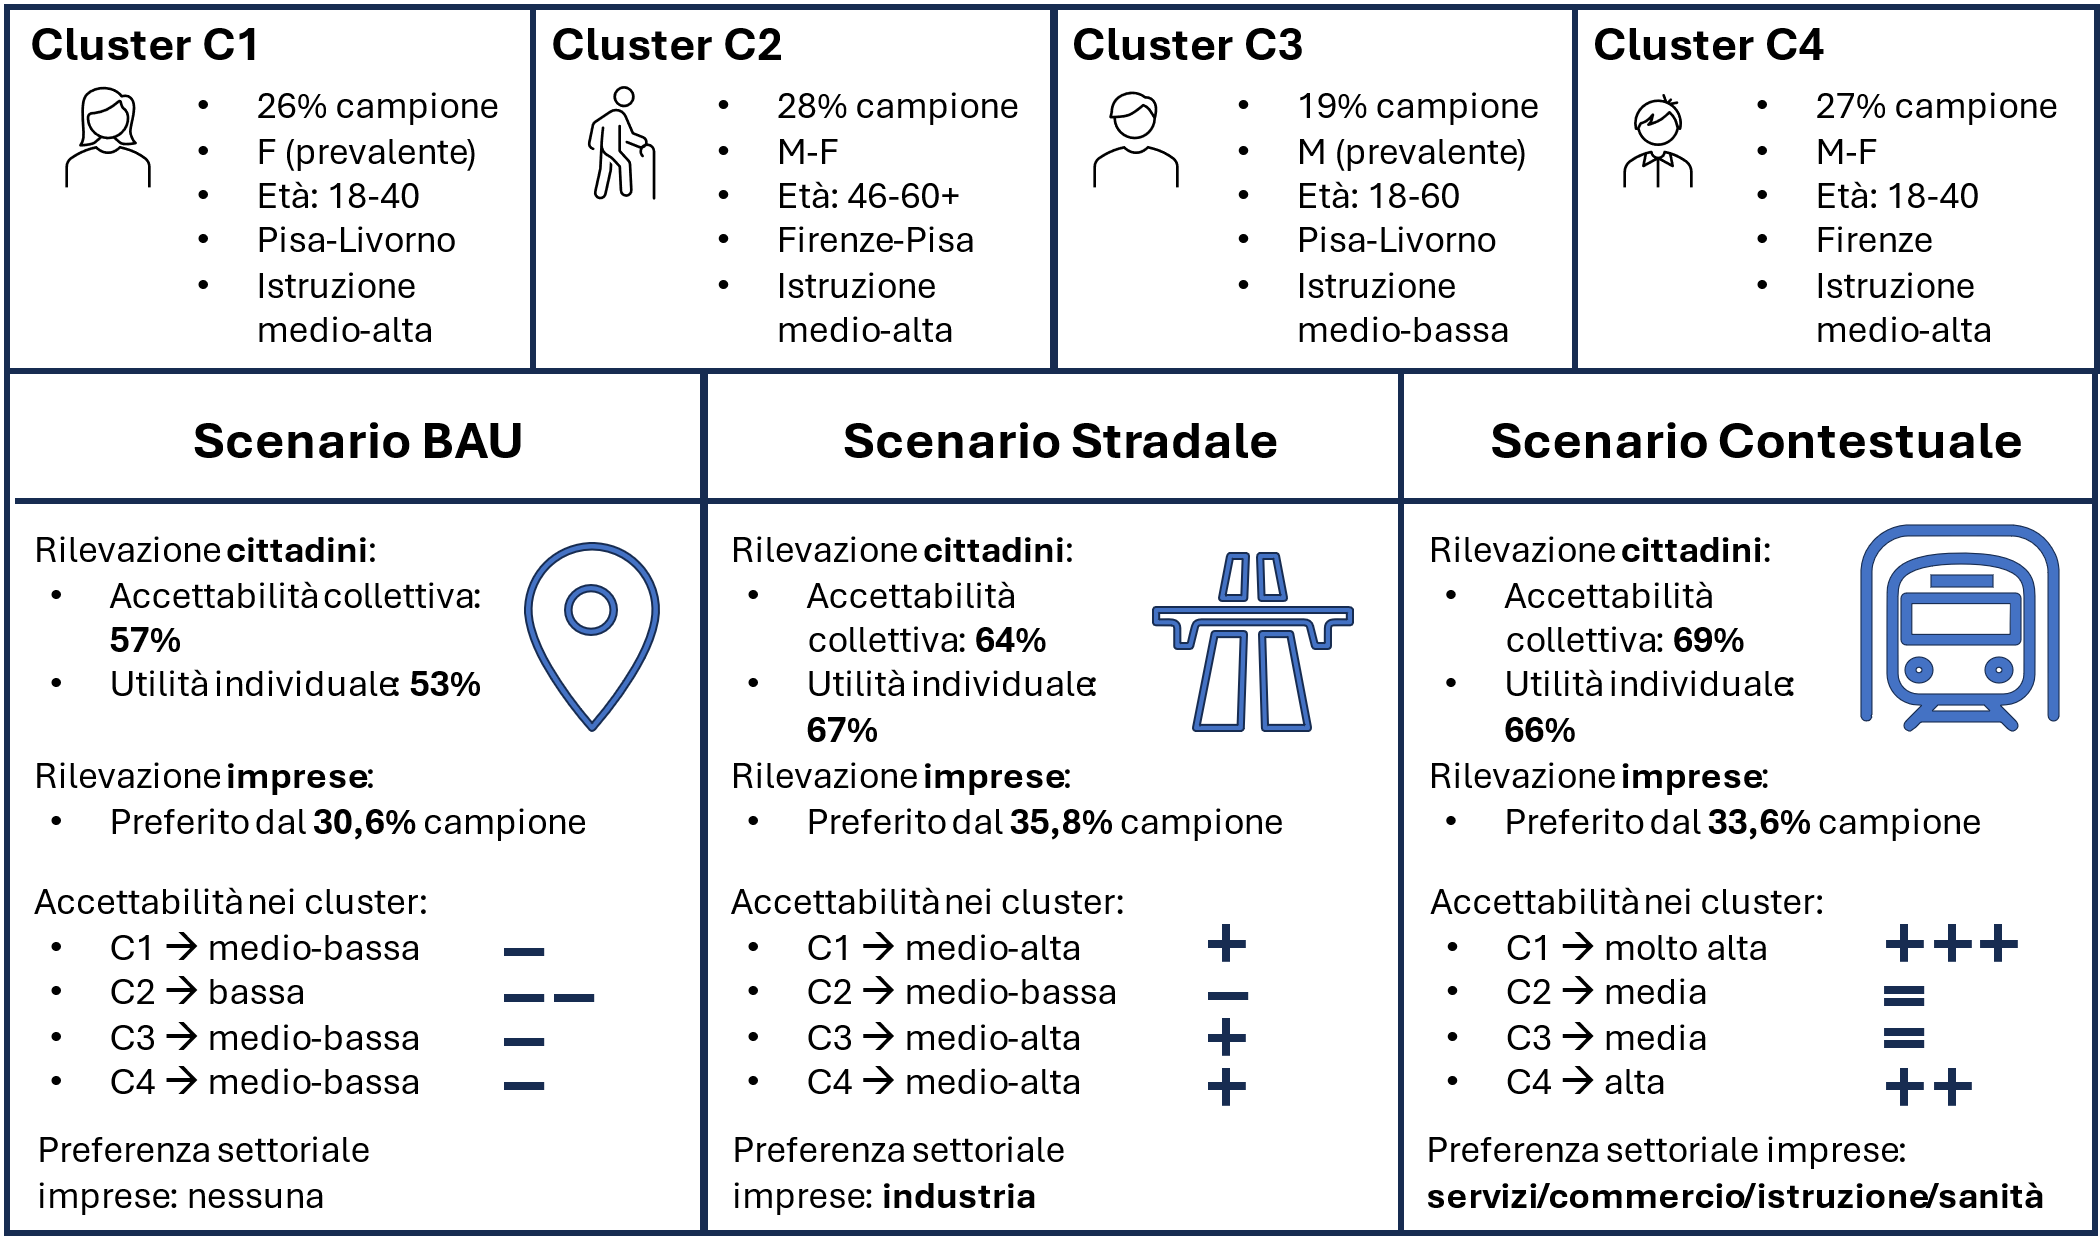 Cluster C1
• 26% campione
• F (prevalente)
• Età: 18-40
• Pisa-Livorno
• Istruzione
medio-alta
Cluster C2
• 28% campione
• M-F
• Età: 46-60+
• Firenze-Pisa
• Istruzione
medio-alta
Cluster C3
• 19% campione
• M (prevalente)
• Età: 18-60
• Pisa-Livorno
• Istruzione
medio-bassa
Cluster C4
• 27% campione
• M-F
• Età: 18-40
• Firenze
• Istruzione
medio-alta
Scenario BAU
Rilevazione cittadini:
• Accettabilità collettiva:
57%
• Utilità individuale: 53%
Rilevazione imprese:
• Preferito dal 30,6% campione
Accettabilità nei cluster:
• C1 → medio-bassa –
• C2 → bassa – –
• C3 → medio-bassa –
• C4 → medio-bassa –
Preferenza settoriale
imprese: nessuna
Scenario Stradale
Rilevazione cittadini:
• Accettabilità
collettiva: 64%
• Utilità individuale:
67%
Rilevazione imprese:
• Preferito dal 35,8% campione
Accettabilità nei cluster:
• C1 → medio-alta +
• C2 → medio-bassa –
• C3 → medio-alta +
• C4 → medio-alta +
Preferenza settoriale
imprese: industria
Scenario Contestuale
Rilevazione cittadini:
• Accettabilità
collettiva: 69%
• Utilità individuale:
66%
Rilevazione imprese:
• Preferito dal 33,6% campione
Accettabilità nei cluster:
• C1 → molto alta +++
• C2 → media =
• C3 → media =
• C4 → alta ++
Preferenza settoriale imprese:
servizi/commercio/istruzione/sanità